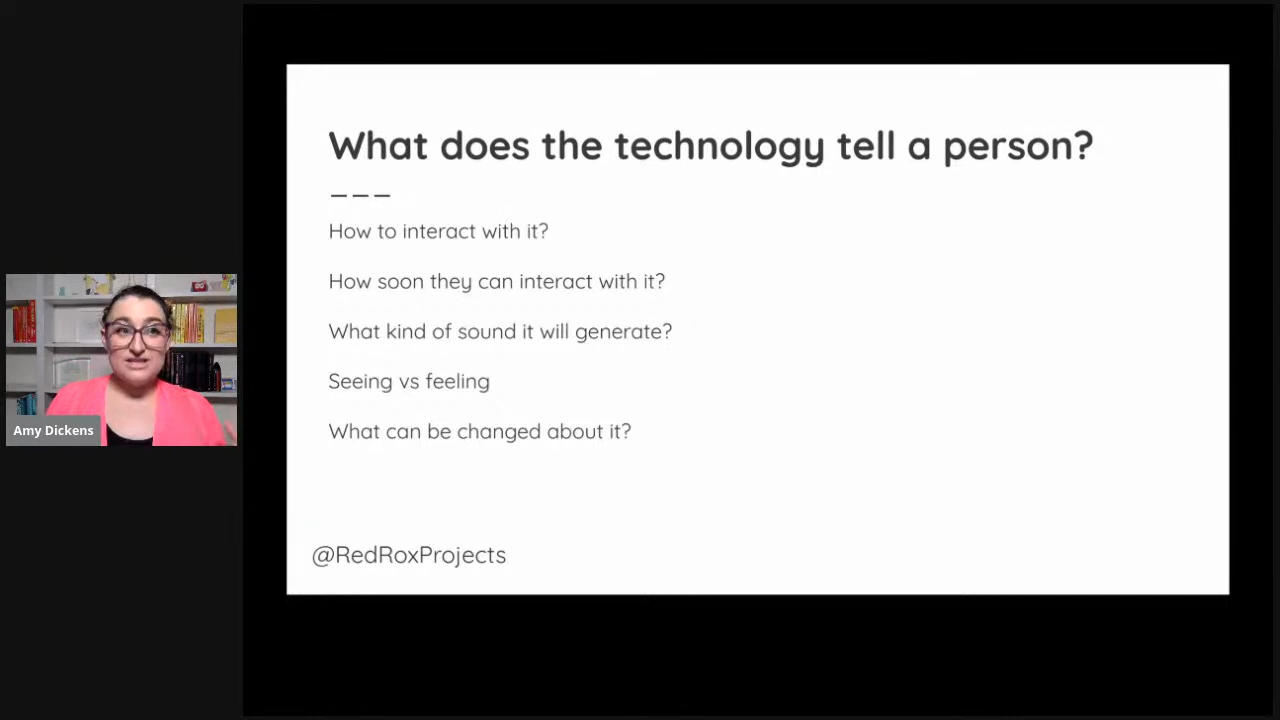 What does the technology tell a person?
How to interact with it?
How soon they can interact with it?
What kind of sound it will generate?
Seeing vs feeling
What can be changed about it?
@RedRoxProjects
Amy Dickens